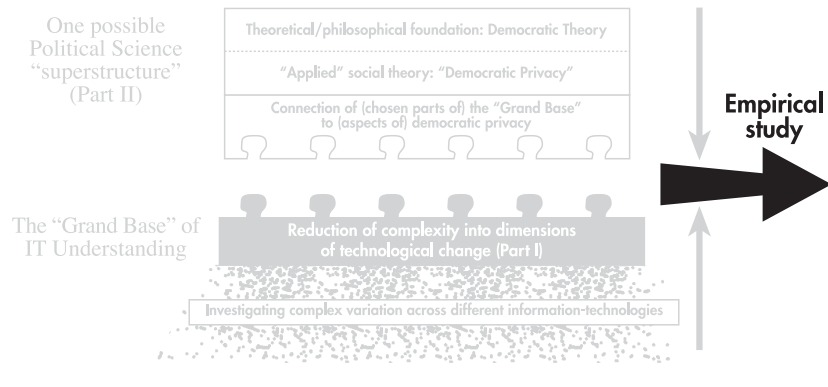 One possible
Political Science
“superstructure”
(Part II)
Theoretical/philosophical foundation: Democratic Theory
“Applied” social theory: “Democratic Privacy”
Connection of (chosen parts of) the “Grand Base”
to (aspects of) democratic privacy
Empirical
study
The “Grand Base” of
IT Understanding
Reduction of complexity into dimensions
of technological change (Part I)
Investigating complex variation across different information-technologies